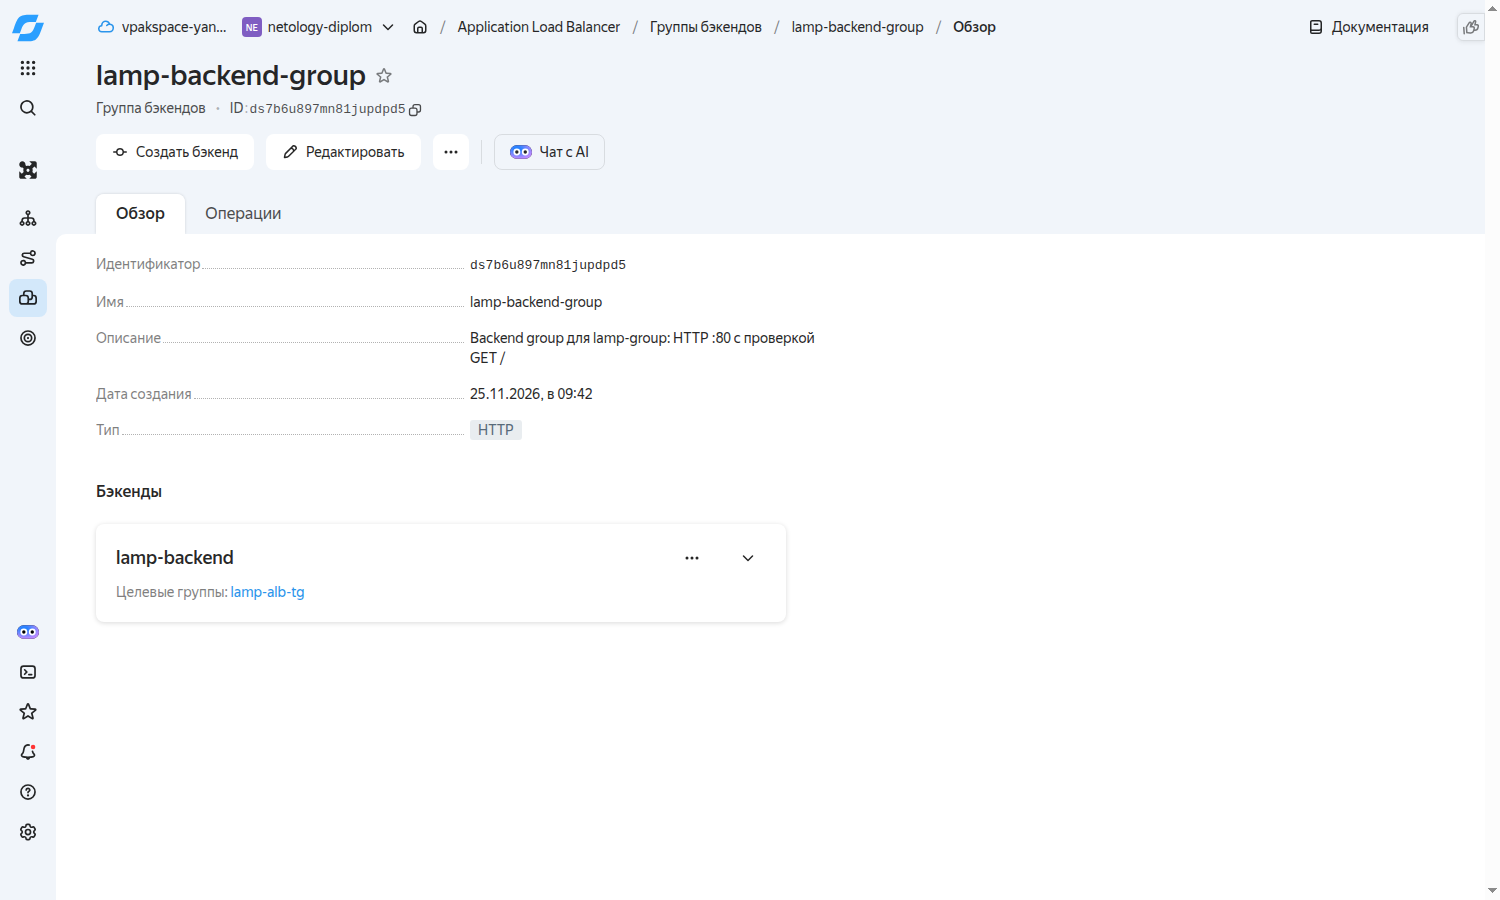 vpakspace-yan... NE netology-diplom / Application Load Balancer / Группы бэкендов / lamp-backend-group / Обзор Документация
lamp-backend-group
Группа бэкендов · ID: ds7b6u897mn81jupdpd5
Создать бэкенд Редактировать Чат с AI
Обзор Операции
Идентификатор ds7b6u897mn81jupdpd5
Имя lamp-backend-group
Описание Backend group для lamp-group: HTTP :80 с проверкой
GET /
Дата создания 25.11.2026, в 09:42
Тип HTTP
Бэкенды
lamp-backend
Целевые группы: lamp-alb-tg